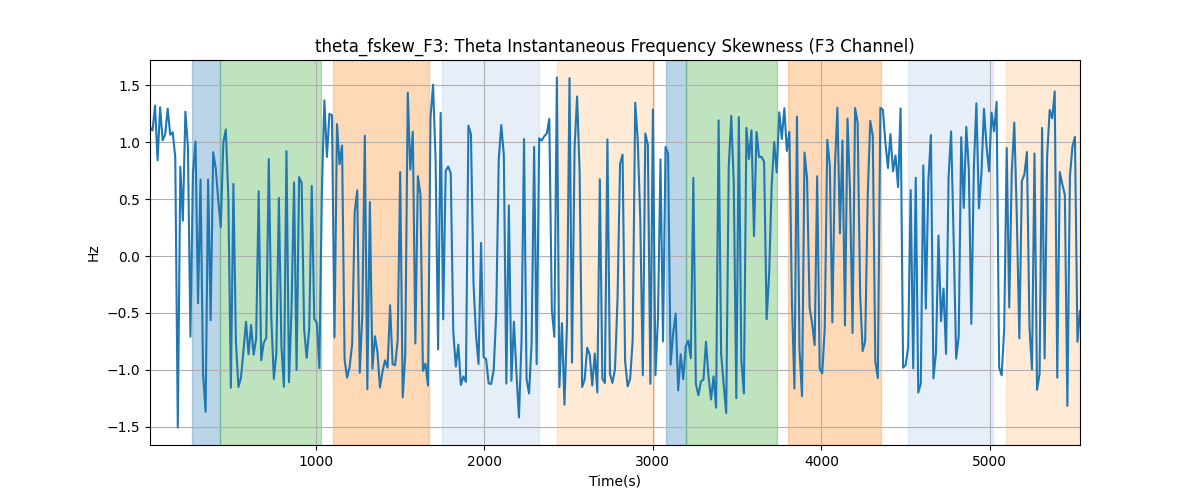 theta_fskew_F3: Theta Instantaneous Frequency Skewness (F3 Channel)
1.5
1.0
0.5
0.0
−0.5
−1.0
−1.5
Hz
1000 2000 3000 4000 5000
Time(s)